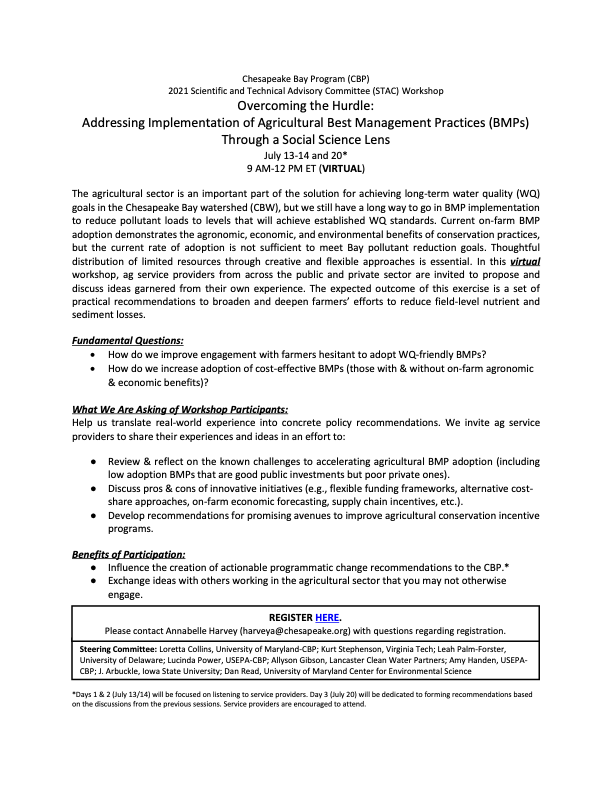 Chesapeake Bay Program (CBP)
2021 Scientific and Technical Advisory Committee (STAC) Workshop
Overcoming the Hurdle:
Addressing Implementation of Agricultural Best Management Practices (BMPs)
Through a Social Science Lens
July 13-14 and 20*
9 AM-12 PM ET (VIRTUAL)
The agricultural sector is an important part of the solution for achieving long-term water quality (WQ)
goals in the Chesapeake Bay watershed (CBW), but we still have a long way to go in BMP implementation
to reduce pollutant loads to levels that will achieve established WQ standards. Current on-farm BMP
adoption demonstrates the agronomic, economic, and environmental benefits of conservation practices,
but the current rate of adoption is not sufficient to meet Bay pollutant reduction goals. Thoughtful
distribution of limited resources through creative and flexible approaches is essential. In this virtual
workshop, ag service providers from across the public and private sector are invited to propose and
discuss ideas garnered from their own experience. The expected outcome of this exercise is a set of
practical recommendations to broaden and deepen farmers' efforts to reduce field-level nutrient and
sediment losses.
Fundamental Questions:
• How do we improve engagement with farmers hesitant to adopt WQ-friendly BMPs?
• How do we increase adoption of cost-effective BMPs (those with & without on-farm agronomic
& economic benefits)?
What We Are Asking of Workshop Participants:
Help us translate real-world experience into concrete policy recommendations. We invite ag service
providers to share their experiences and ideas in an effort to:
● Review & reflect on the known challenges to accelerating agricultural BMP adoption (including
low adoption BMPs that are good public investments but poor private ones).
● Discuss pros & cons of innovative initiatives (e.g., flexible funding frameworks, alternative cost-
share approaches, on-farm economic forecasting, supply chain incentives, etc.).
● Develop recommendations for promising avenues to improve agricultural conservation incentive
programs.
Benefits of Participation:
● Influence the creation of actionable programmatic change recommendations to the CBP.*
● Exchange ideas with others working in the agricultural sector that you may not otherwise
engage.
REGISTER HERE.
Please contact Annabelle Harvey (harveya@chesapeake.org) with questions regarding registration.
Steering Committee: Loretta Collins, University of Maryland-CBP; Kurt Stephenson, Virginia Tech; Leah Palm-Forster,
University of Delaware; Lucinda Power, USEPA-CBP; Allyson Gibson, Lancaster Clean Water Partners; Amy Handen, USEPA-
CBP; J. Arbuckle, Iowa State University; Dan Read, University of Maryland Center for Environmental Science
*Days 1 & 2 (July 13/14) will be focused on listening to service providers. Day 3 (July 20) will be dedicated to forming recommendations based
on the discussions from the previous sessions. Service providers are encouraged to attend.